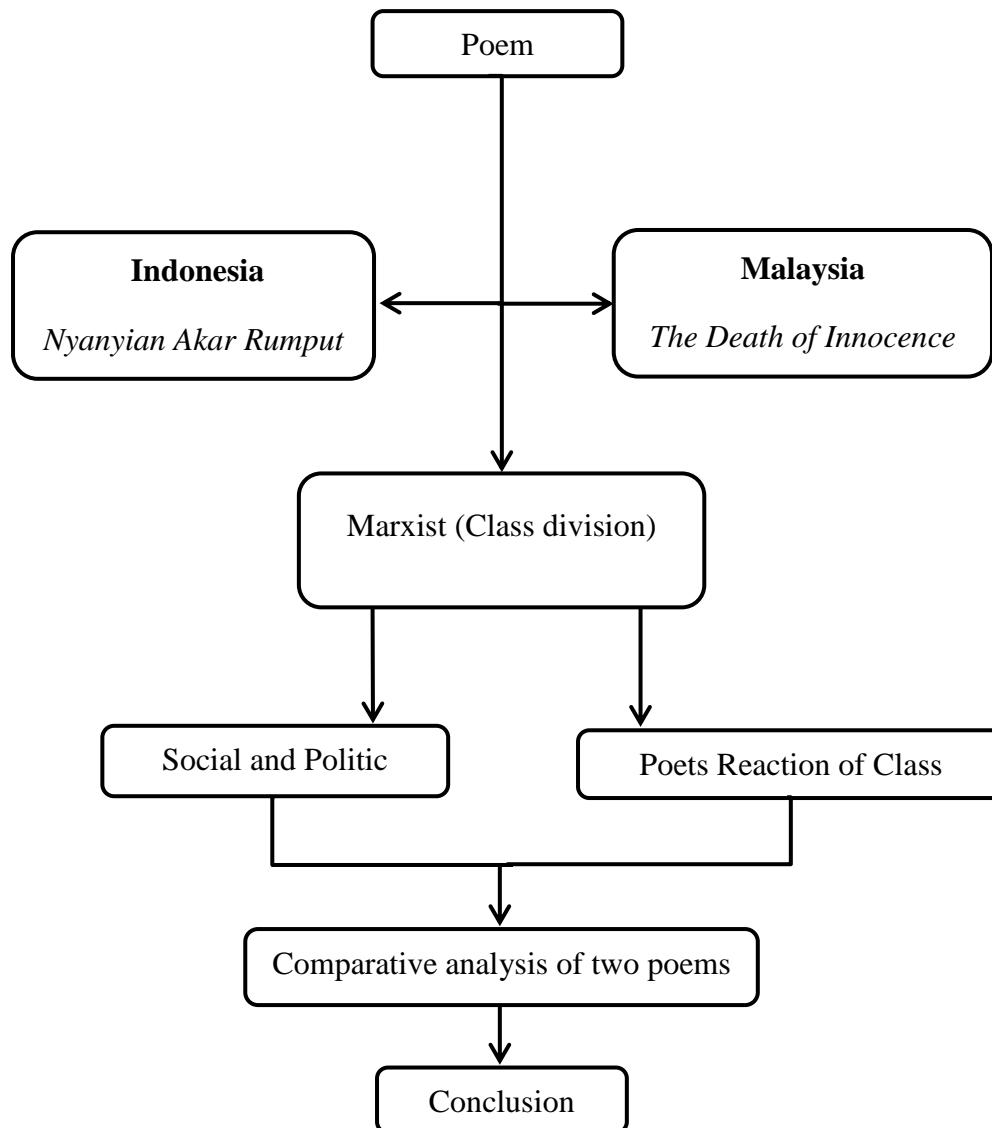 Poem
Indonesia
Nyanyian Akar Rumput
Malaysia
The Death of Innocence
Marxist (Class division)
Social and Politic
Poets Reaction of Class
Comparative analysis of two poems
Conclusion